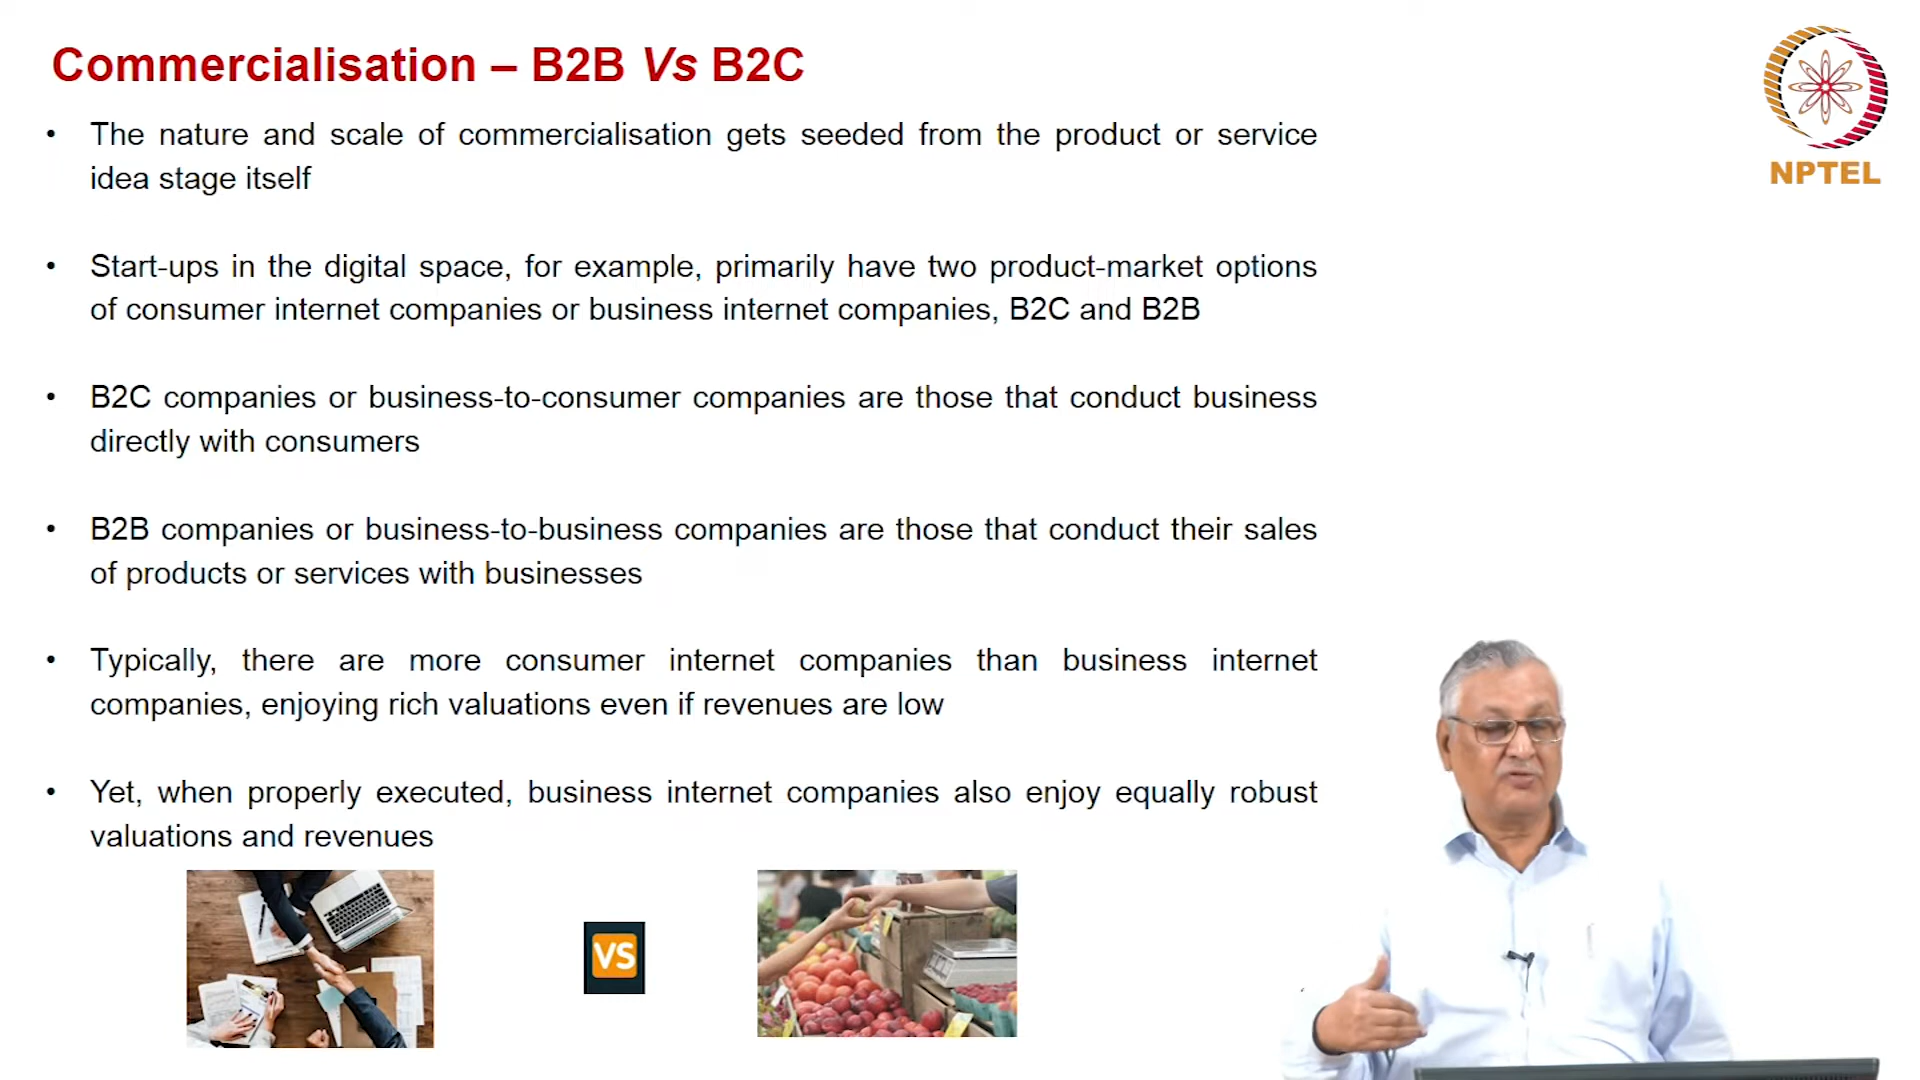 Commercialisation – B2B Vs B2C
• The nature and scale of commercialisation gets seeded from the product or service
idea stage itself
• Start-ups in the digital space, for example, primarily have two product-market options
of consumer internet companies or business internet companies, B2C and B2B
• B2C companies or business-to-consumer companies are those that conduct business
directly with consumers
• B2B companies or business-to-business companies are those that conduct their sales
of products or services with businesses
• Typically, there are more consumer internet companies than business internet
companies, enjoying rich valuations even if revenues are low
• Yet, when properly executed, business internet companies also enjoy equally robust
valuations and revenues
VS
NPTEL